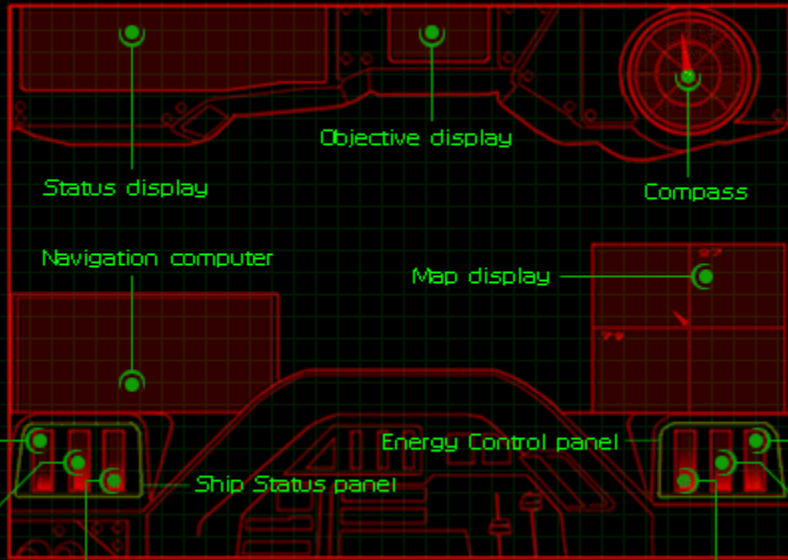 Objective display
Status display
Compass
Navigation computer
Map display
Energy Control panel
Ship Status panel